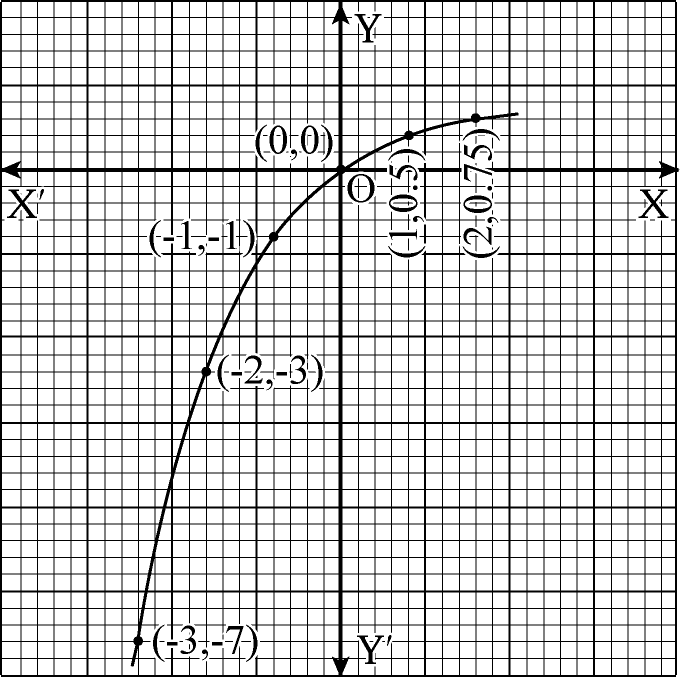 Y
(0,0)
O
X′
X
(1,0.5)
(2,0.75)
(-1,-1)
(-2,-3)
(-3,-7)
Y′